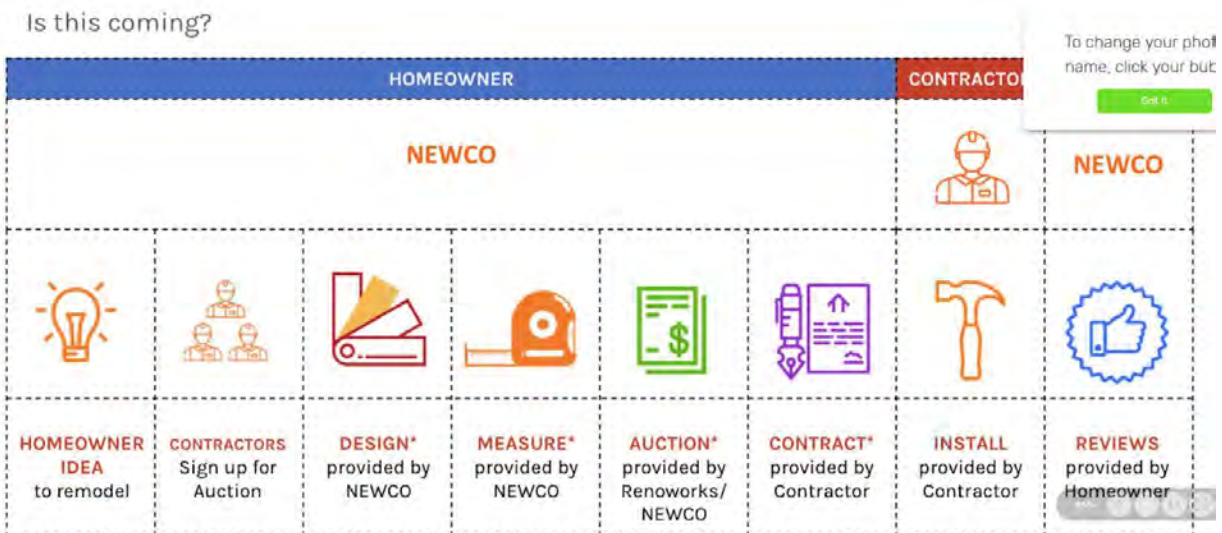 Is this coming?
To change your phot
name, click your bub
Got it
HOMEOWNER
CONTRACTO
NEWCO
NEWCO
$
HOMEOWNER
IDEA
to remodel
CONTRACTORS
Sign up for
Auction
DESIGN*
provided by
NEWCO
MEASURE*
provided by
NEWCO
AUCTION*
provided by
Renoworks/
NEWCO
CONTRACT*
provided by
Contractor
INSTALL
provided by
Contractor
REVIEWS
provided by
Homeowner